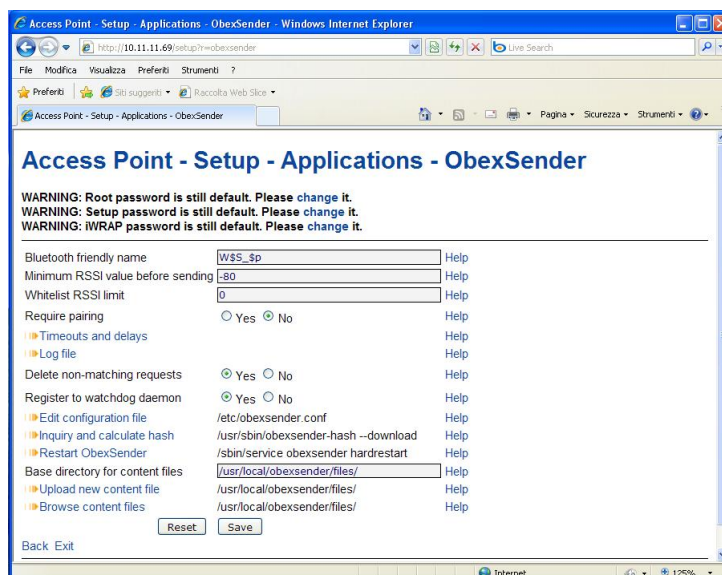 Access Point - Setup - Applications - ObexSender - Windows Internet Explorer
http://10.11.11.69/setup?r=obexsender
Live Search
File Modifica Visualizza Preferiti Strumenti ?
Preferiti Siti suggeriti Raccolta Web Slice
Access Point - Setup - Applications - ObexSender
Pagina Sicurezza Strumenti
Access Point - Setup - Applications - ObexSender
WARNING: Root password is still default. Please change it.
WARNING: Setup password is still default. Please change it.
WARNING: iWRAP password is still default. Please change it.
Bluetooth friendly name W$S_$p Help
Minimum RSSI value before sending -80 Help
Whitelist RSSI limit 0 Help
Require pairing Yes No Help
Timeouts and delays Help
Log file Help
Delete non-matching requests Yes No Help
Register to watchdog daemon Yes No Help
Edit configuration file /etc/obexsender.conf Help
Inquiry and calculate hash /usr/sbin/obexsender-hash --download Help
Restart ObexSender /sbin/service obexsender hardrestart Help
Base directory for content files /usr/local/obexsender/files/ Help
Upload new content file /usr/local/obexsender/files/ Help
Browse content files /usr/local/obexsender/files/ Help
Reset Save
Back Exit
Internet 125%